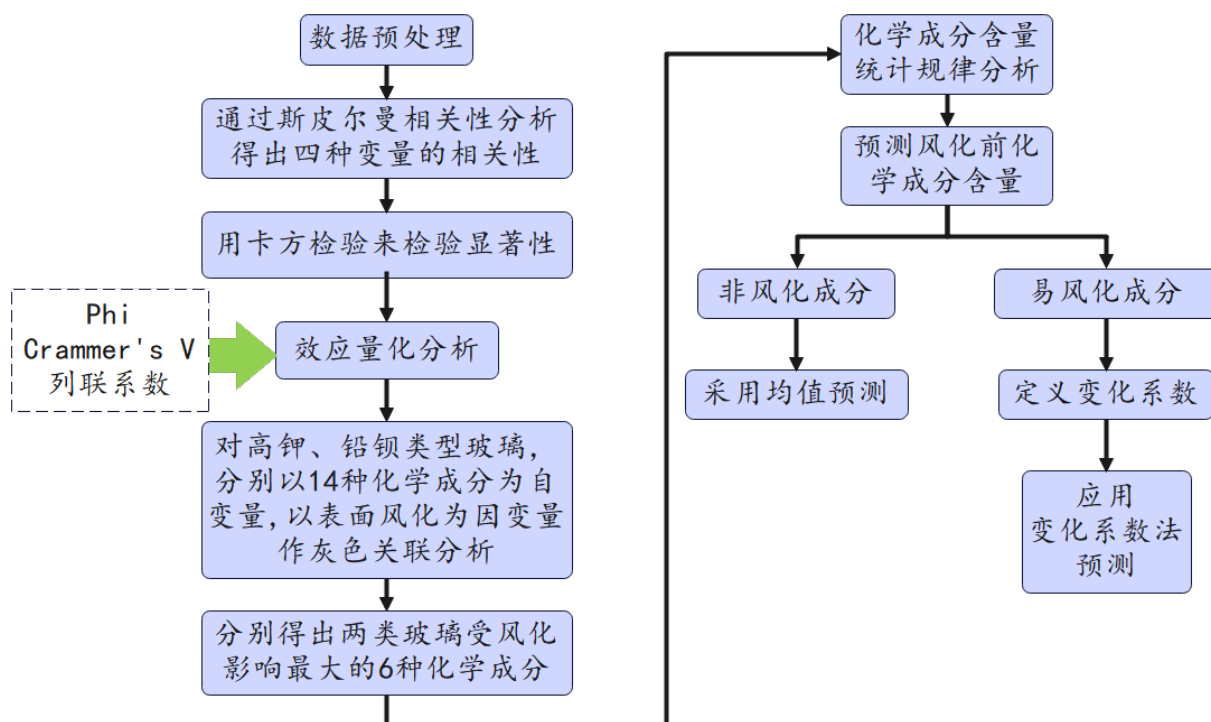 数据预处理
通过斯皮尔曼相关性分析
得出四种变量的相关性
用卡方检验来检验显著性
Phi
Crammer's V
列联系数
效应量化分析
对高钾、铅钡类型玻璃,
分别以14种化学成分为自
变量,以表面风化为因变量
作灰色关联分析
分别得出两类玻璃受风化
影响最大的6种化学成分
化学成分含量
统计规律分析
预测风化前化
学成分含量
非风化成分
易风化成分
采用均值预测
定义变化系数
应用
变化系数法
预测